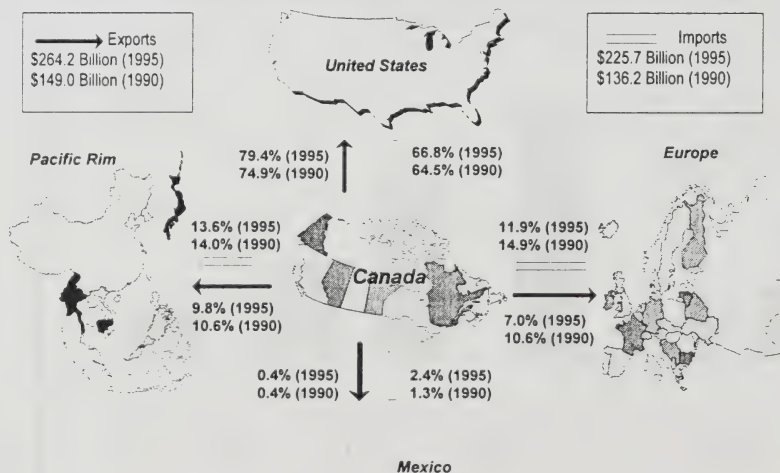 Exports
$264.2 Billion (1995)
$149.0 Billion (1990)
Imports
$225.7 Billion (1995)
$136.2 Billion (1990)
United States
79.4% (1995)
74.9% (1990)
66.8% (1995)
64.5% (1990)
Pacific Rim
Europe
13.6% (1995)
14.0% (1990)
11.9% (1995)
14.9% (1990)
Canada
9.8% (1995)
10.6% (1990)
7.0% (1995)
10.6% (1990)
0.4% (1995)
0.4% (1990)
2.4% (1995)
1.3% (1990)
Mexico